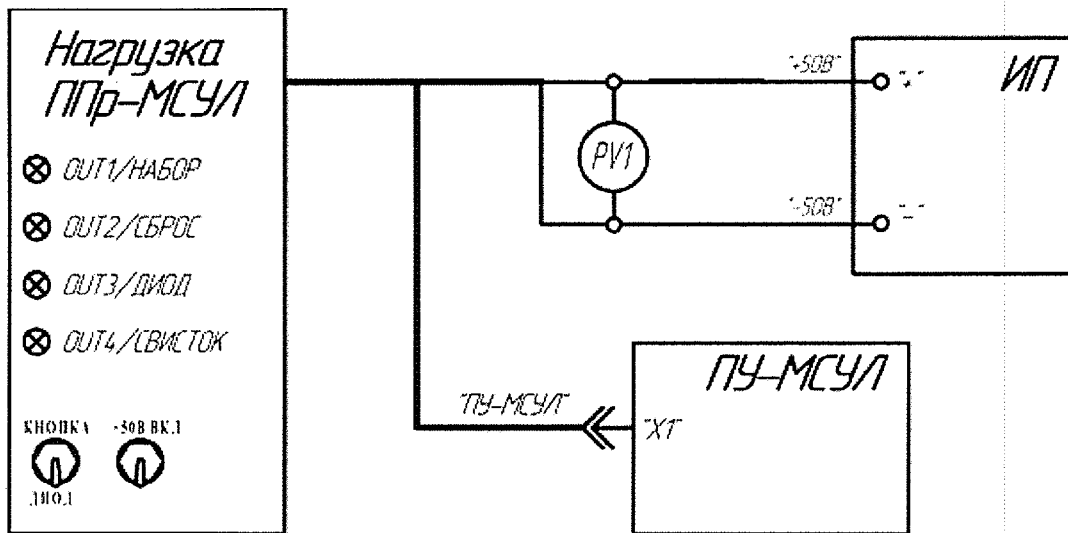 Нагрузка
ППр-МСУЛ
OUT1/НАБОР
OUT2/СБРОС
OUT3/ДИОД
OUT4/СВИСТОК
КНОПКА
+50В ВКЛ
ДИОД
"+50В"
"+"
ИП
PV1
"-50В"
"-"
ПУ-МСУЛ
"ПУ-МСУЛ"
"X1"